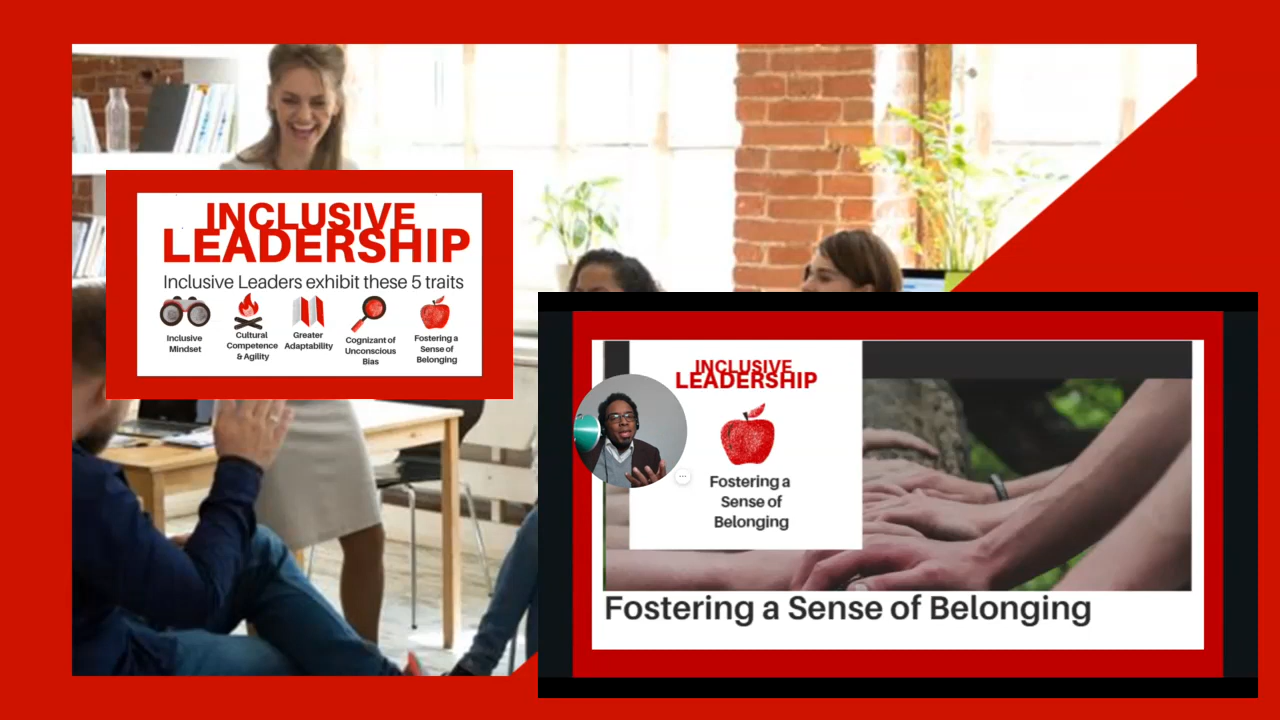 INCLUSIVE
LEADERSHIP
Inclusive Leaders exhibit these 5 traits
Inclusive
Mindset
Cultural
Competence
& Agility
Greater
Adaptability
Cognizant of
Unconscious
Bias
Fostering a
Sense of
Belonging
INCLUSIVE
LEADERSHIP
Fostering a
Sense of
Belonging
Fostering a Sense of Belonging